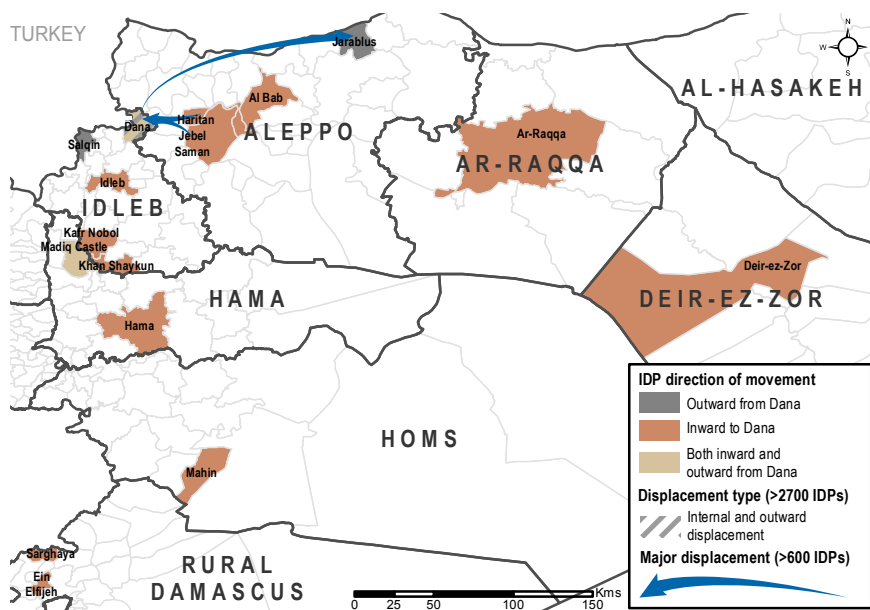 TURKEY
N
W
S
Jarablus
AL-HASAKEH
Al Bab
Haritan
Dana
ALEPPO
Jebel
Saman
Salqin
Ar-Raqqa
AR-RAQQA
Idleb
IDLEB
Kafr Nobol
Madiq Castle
Khan Shaykun
Deir-ez-Zor
DEIR-EZ-ZOR
HAMA
Hama
HOMS
Mahin
Sarghaya
Ein
Elfijeh
RURAL
DAMASCUS
IDP direction of movement
Outward from Dana
Inward to Dana
Both inward and
outward from Dana
Displacement type (>2700 IDPs)
Internal and outward
displacement
Major displacement (>600 IDPs)
Kms
0 25 50 100 150